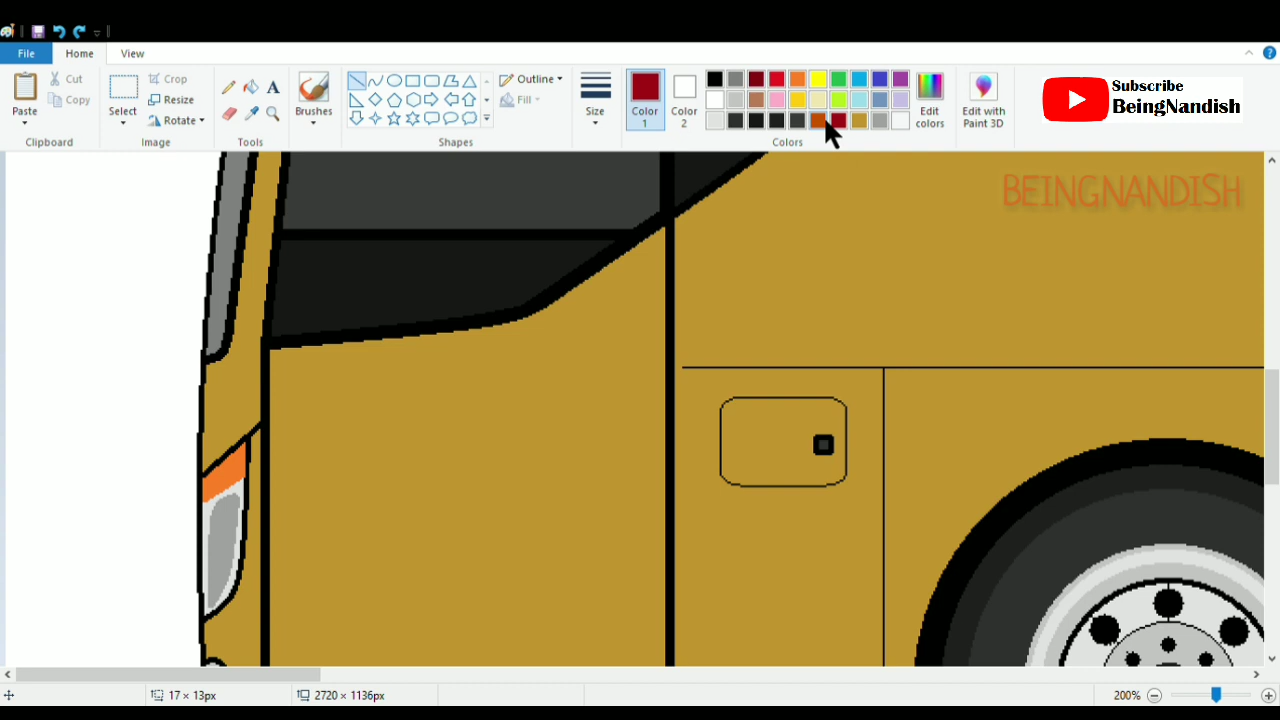 File
Home
View
Paste
Cut
Copy
Clipboard
Select
Crop
Resize
Rotate
Image
Tools
Brushes
Shapes
Outline
Fill
Size
Color
1
Color
2
Colors
Edit
colors
Edit with
Paint 3D
Subscribe
BeingNandish
BEINGNANDISH
17 × 13px
2720 × 1136px
200%